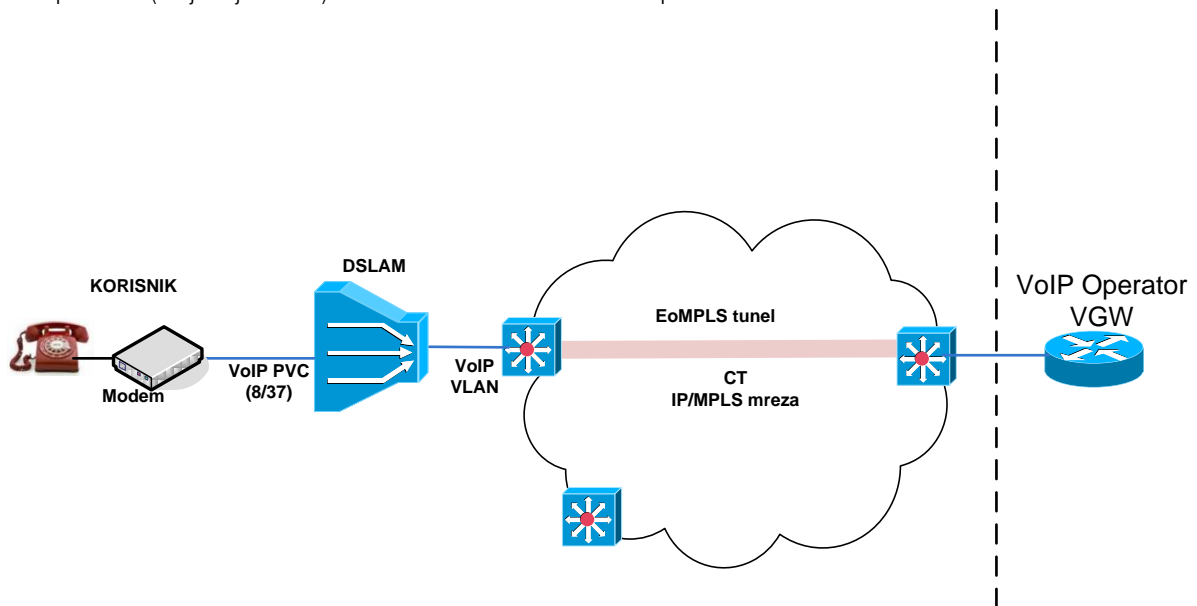 VoIP Operator
VGW
DSLAM
KORISNIK
EoMPLS tunel
VoIP PVC
(8/37)
Modem
VoIP
VLAN
CT
IP/MPLS mreza